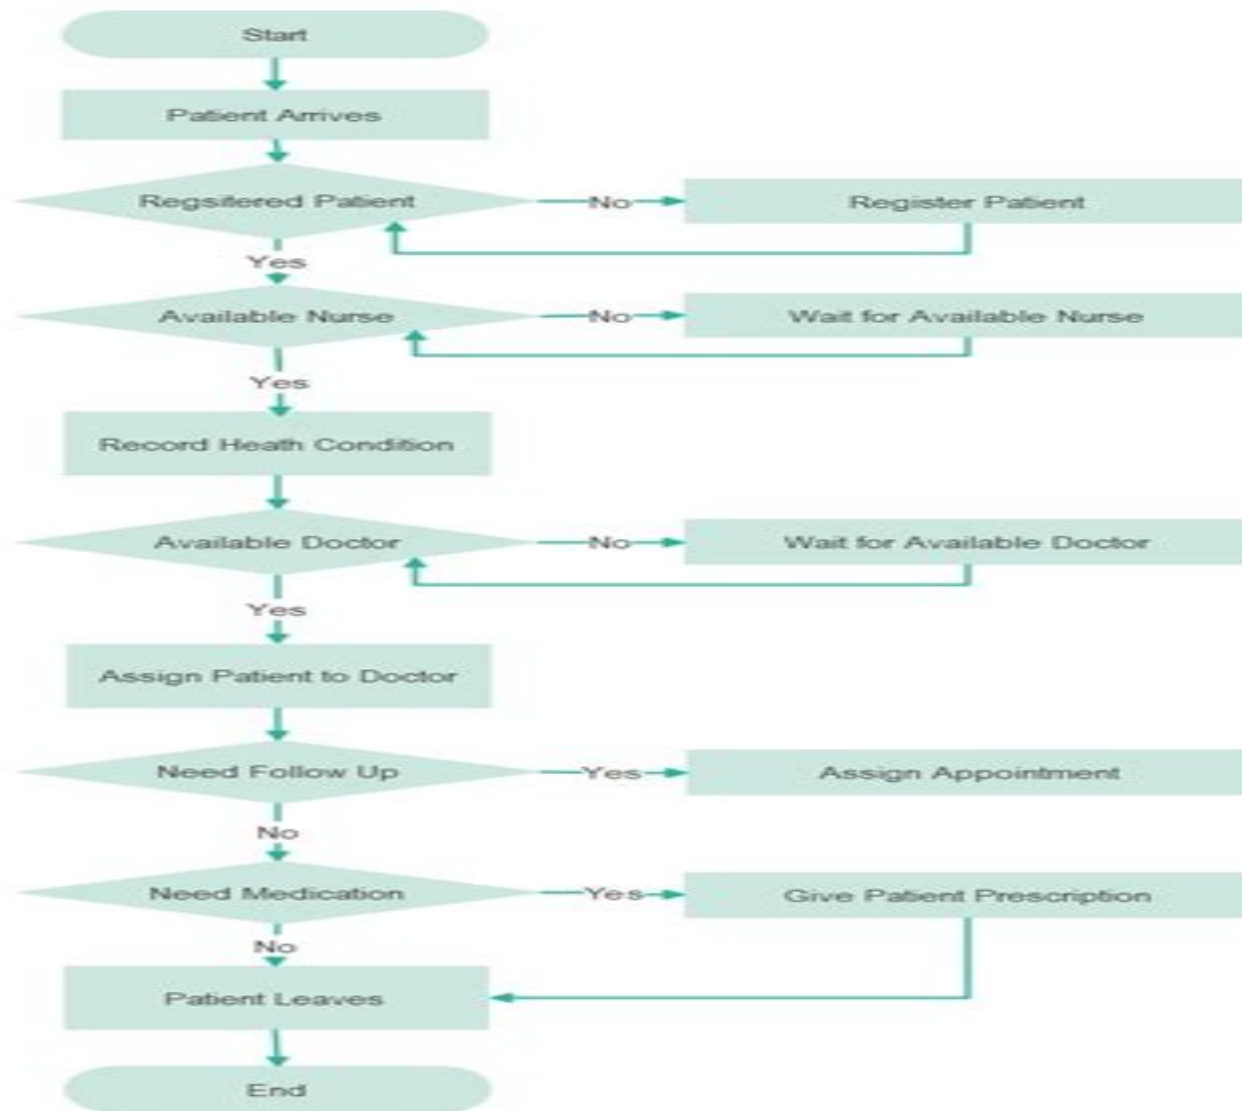 Start
Patient Arrives
Regsitered Patient
No
Register Patient
Yes
Available Nurse
No
Wait for Available Nurse
Yes
Record Heath Condition
Available Doctor
No
Wait for Available Doctor
Yes
Assign Patient to Doctor
Need Follow Up
Yes
Assign Appointment
No
Need Medication
Yes
Give Patient Prescription
No
Patient Leaves
End